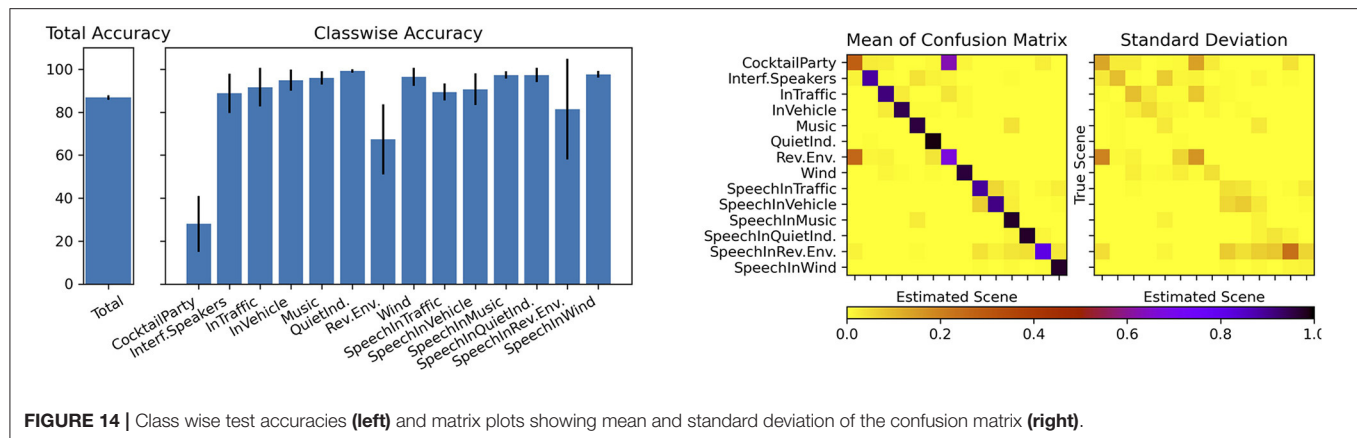 Total Accuracy
Classwise Accuracy
100
80
60
40
20
0
Total
CocktailParty
Interf.Speakers
InTraffic
InVehicle
Music
QuietInd.
Rev.Env.
Wind
SpeechInTraffic
SpeechInVehicle
SpeechInMusic
SpeechInQuietInd.
SpeechInRev.Env.
SpeechInWind
Mean of Confusion Matrix
Standard Deviation
CocktailParty
Interf.Speakers
InTraffic
InVehicle
Music
QuietInd.
Rev.Env.
Wind
SpeechInTraffic
SpeechInVehicle
SpeechInMusic
SpeechInQuietInd.
SpeechInRev.Env.
SpeechInWind
True Scene
Estimated Scene
Estimated Scene
0.0 0.2 0.4 0.6 0.8 1.0
FIGURE 14 | Class wise test accuracies (left) and matrix plots showing mean and standard deviation of the confusion matrix (right).